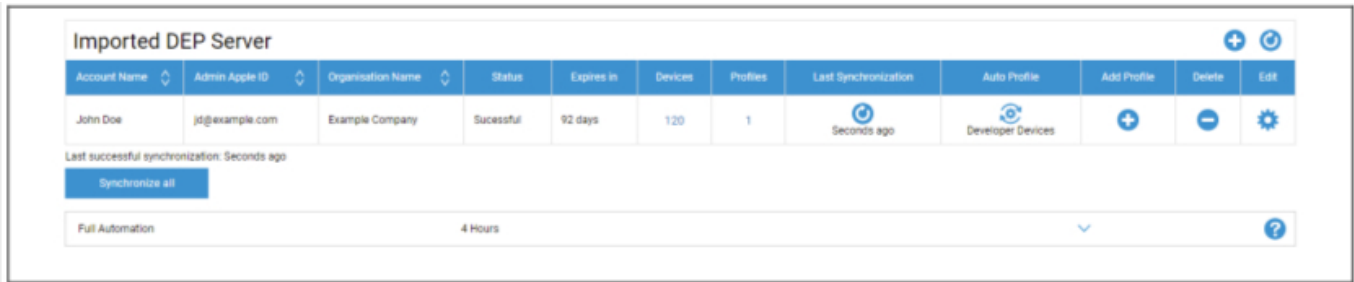 Imported DEP Server
Account Name Admin Apple ID Organisation Name Status Expires in Devices Profiles Last Synchronization Auto Profile Add Profile Delete Edit
John Doe jd@example.com Example Company Sucessful 92 days 120 1 Seconds ago Developer Devices
Last successful synchronization: Seconds ago
Synchronize all
Full Automation 4 Hours